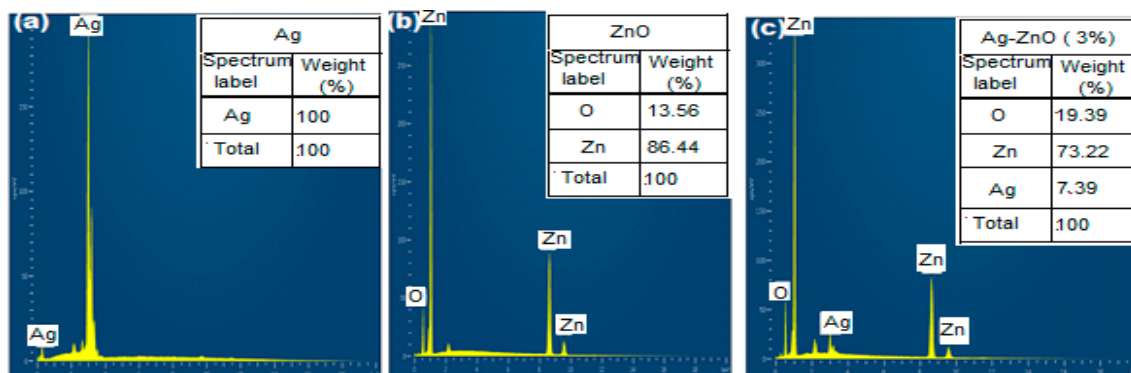 (a)
Ag
Ag
Ag
Spectrum label
Weight (%)
Ag
100
Total
100
(b)
Zn
O
Zn
Zn
ZnO
Spectrum label
Weight (%)
O
13.56
Zn
86.44
Total
100
(c)
Zn
O
Ag
Zn
Zn
Ag-ZnO ( 3%)
Spectrum label
Weight (%)
O
19.39
Zn
73.22
Ag
7.39
Total
100